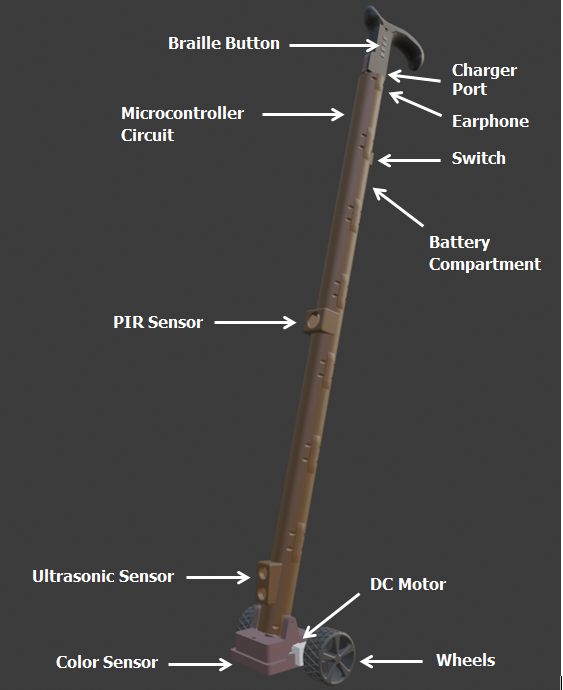 Braille Button
Charger
Port
Microcontroller
Circuit
Earphone
Switch
Battery
Compartment
PIR Sensor
Ultrasonic Sensor
DC Motor
Color Sensor
Wheels